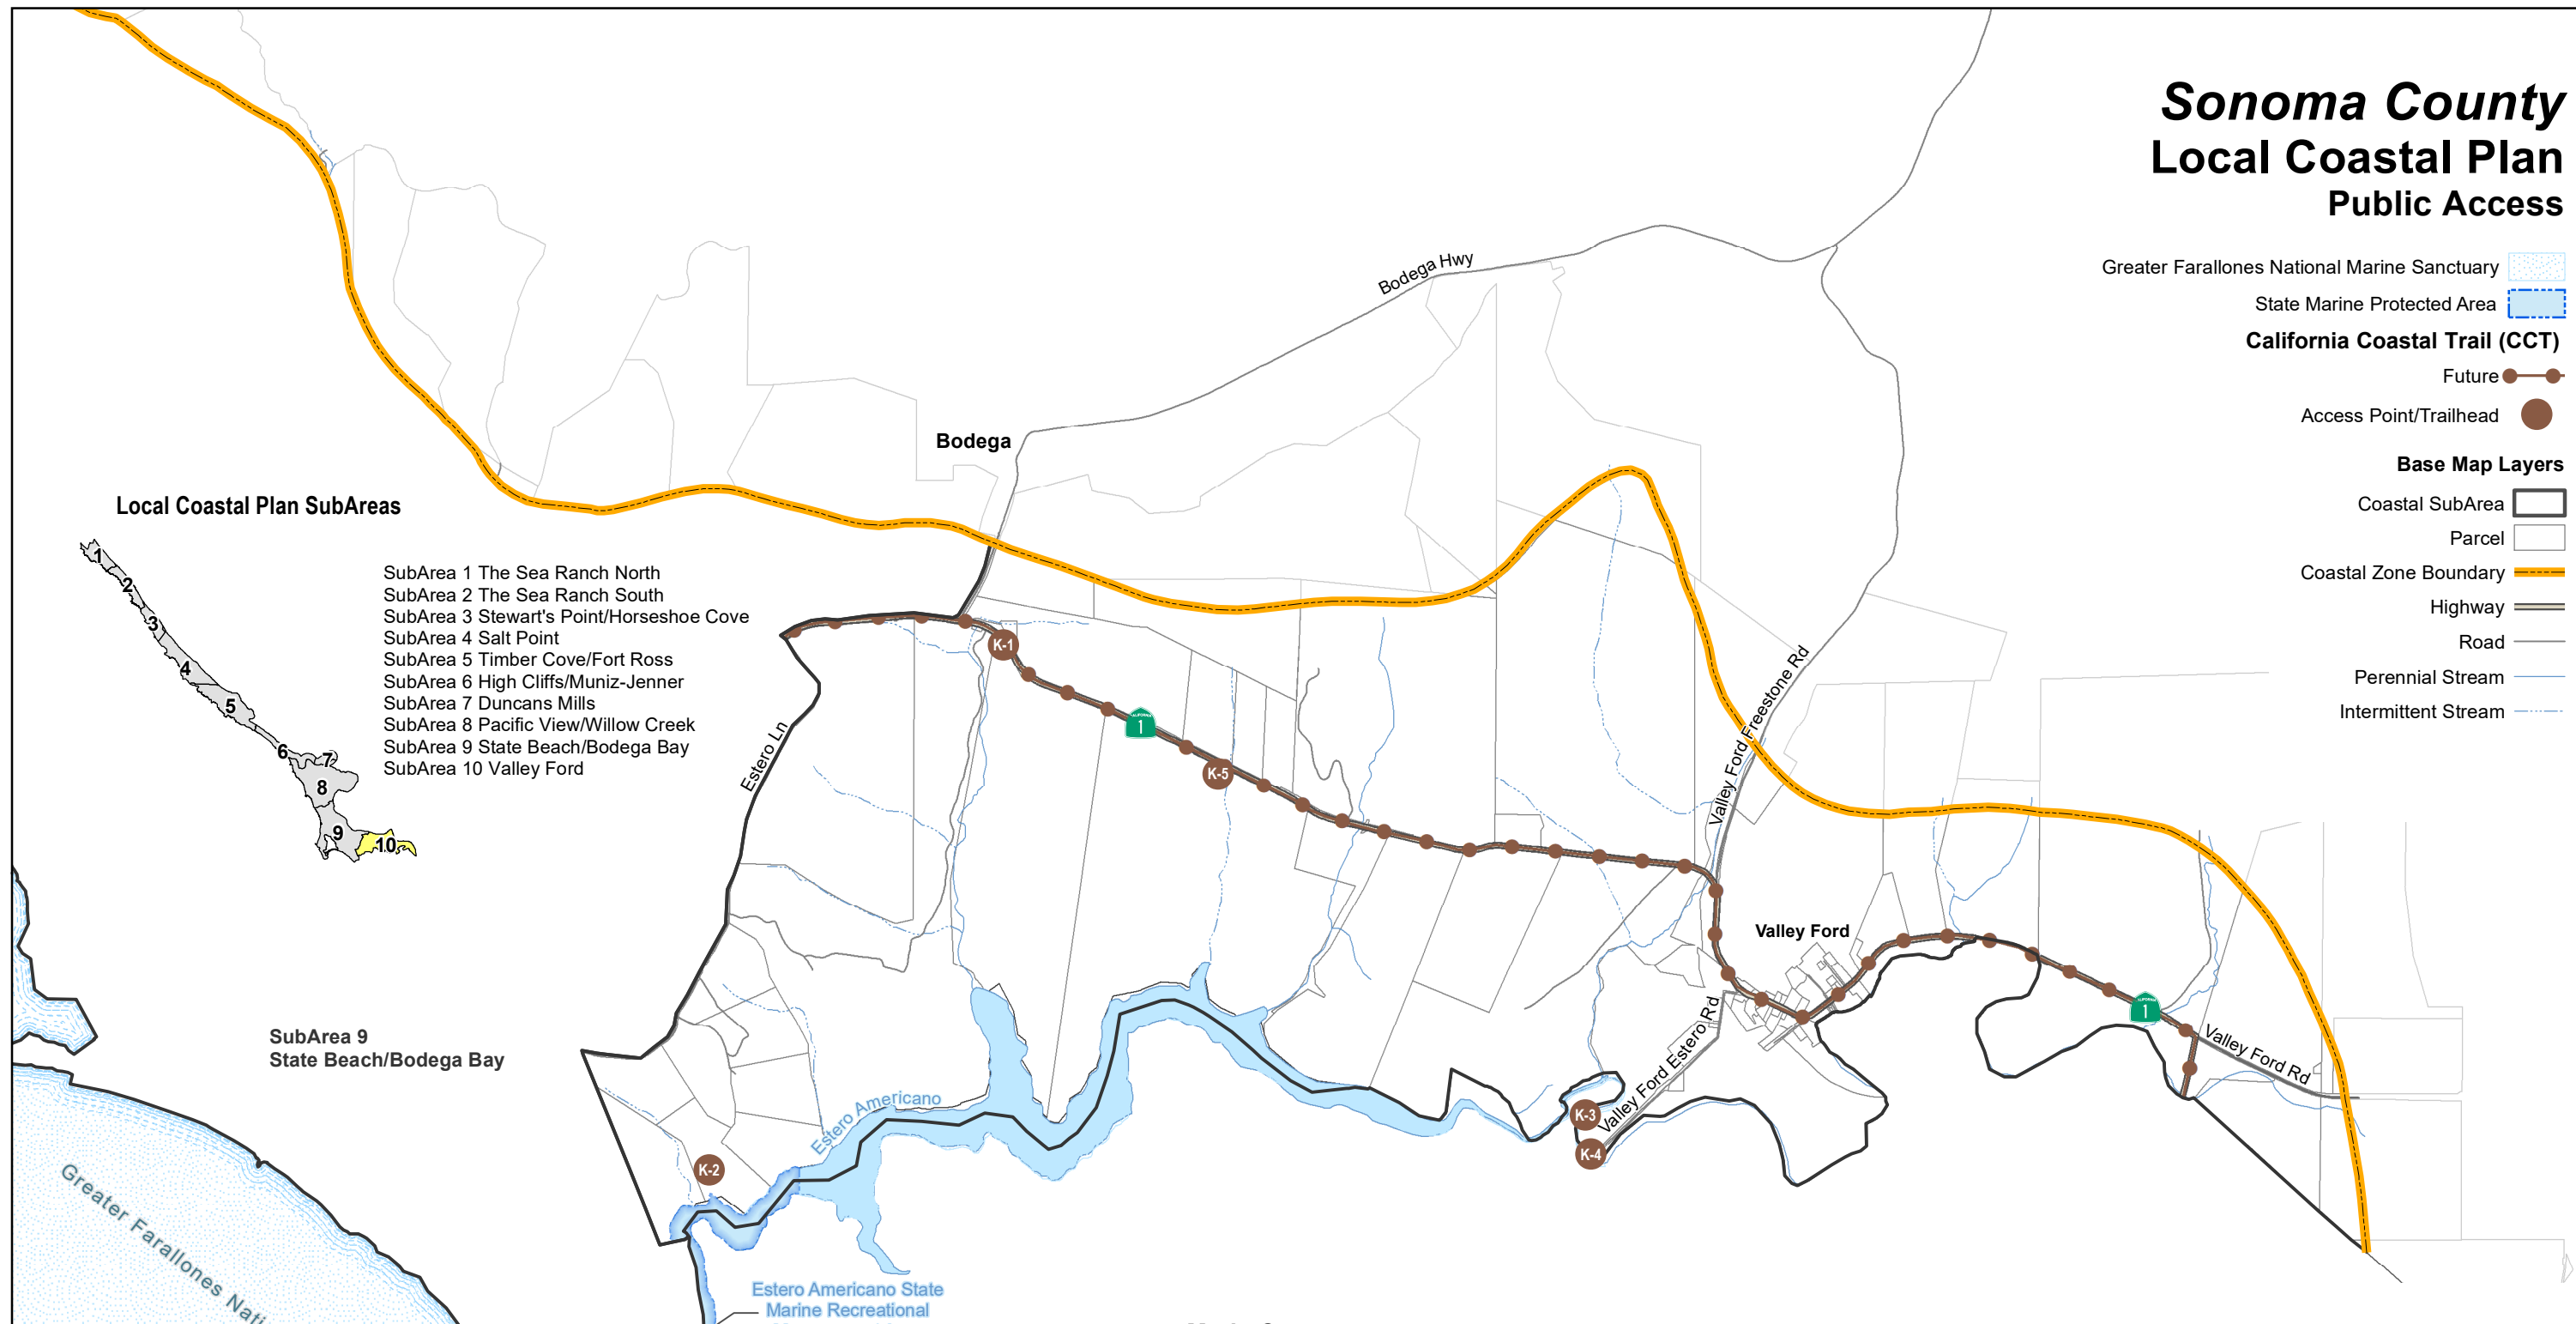 Sonoma County
Local Coastal Plan
Public Access
Greater Farallones National Marine Sanctuary
State Marine Protected Area
California Coastal Trail (CCT)
Future
Access Point/Trailhead
Base Map Layers
Coastal SubArea
Parcel
Coastal Zone Boundary
Highway
Road
Perennial Stream
Intermittent Stream
Bodega Hwy
Bodega
Local Coastal Plan SubAreas
1
2
3
4
5
6
7
8
9
10
SubArea 1 The Sea Ranch North
SubArea 2 The Sea Ranch South
SubArea 3 Stewart's Point/Horseshoe Cove
SubArea 4 Salt Point
SubArea 5 Timber Cove/Fort Ross
SubArea 6 High Cliffs/Muniz-Jenner
SubArea 7 Duncans Mills
SubArea 8 Pacific View/Willow Creek
SubArea 9 State Beach/Bodega Bay
SubArea 10 Valley Ford
K-1
1
K-5
Estero Ln
Valley Ford Freestone Rd
Valley Ford
1
Valley Ford Rd
Valley Ford Estero Rd
K-3
K-4
K-2
Estero Americano
SubArea 9
State Beach/Bodega Bay
Greater Farallones Nati
Estero Americano State
Marine Recreational